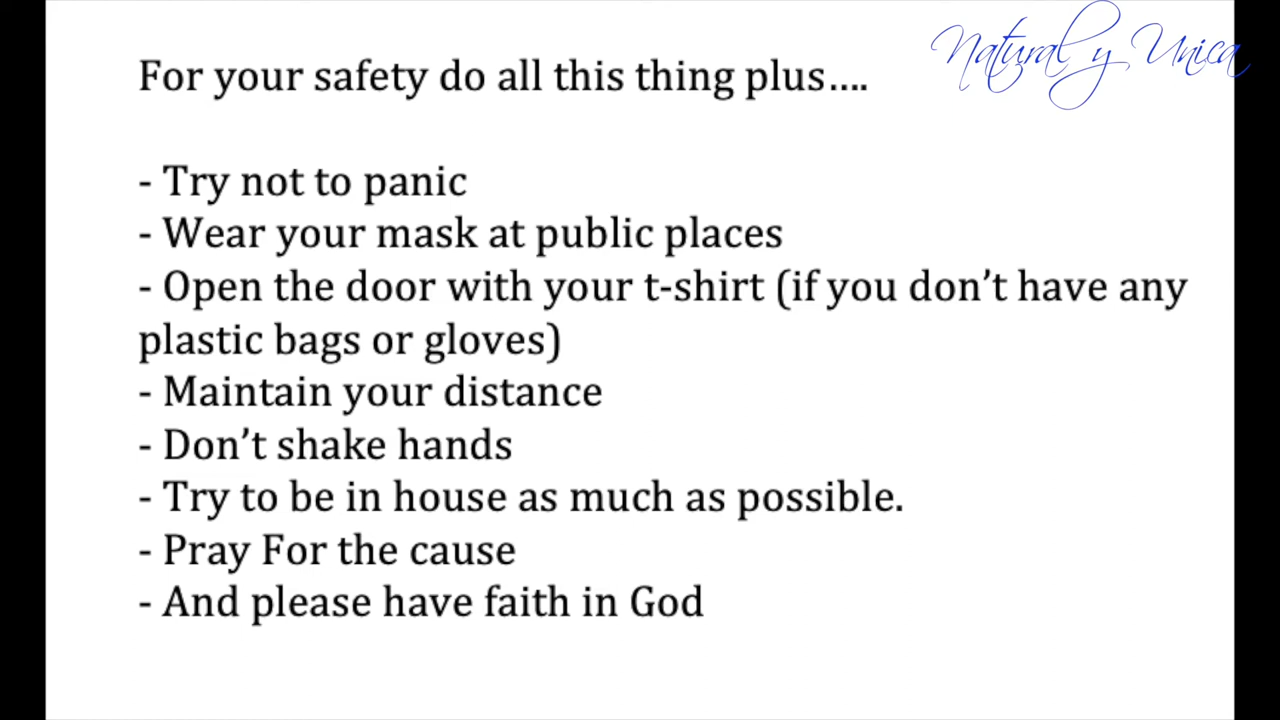 Natural y Unica
For your safety do all this thing plus....
- Try not to panic
- Wear your mask at public places
- Open the door with your t-shirt (if you don’t have any
plastic bags or gloves)
- Maintain your distance
- Don’t shake hands
- Try to be in house as much as possible.
- Pray For the cause
- And please have faith in God